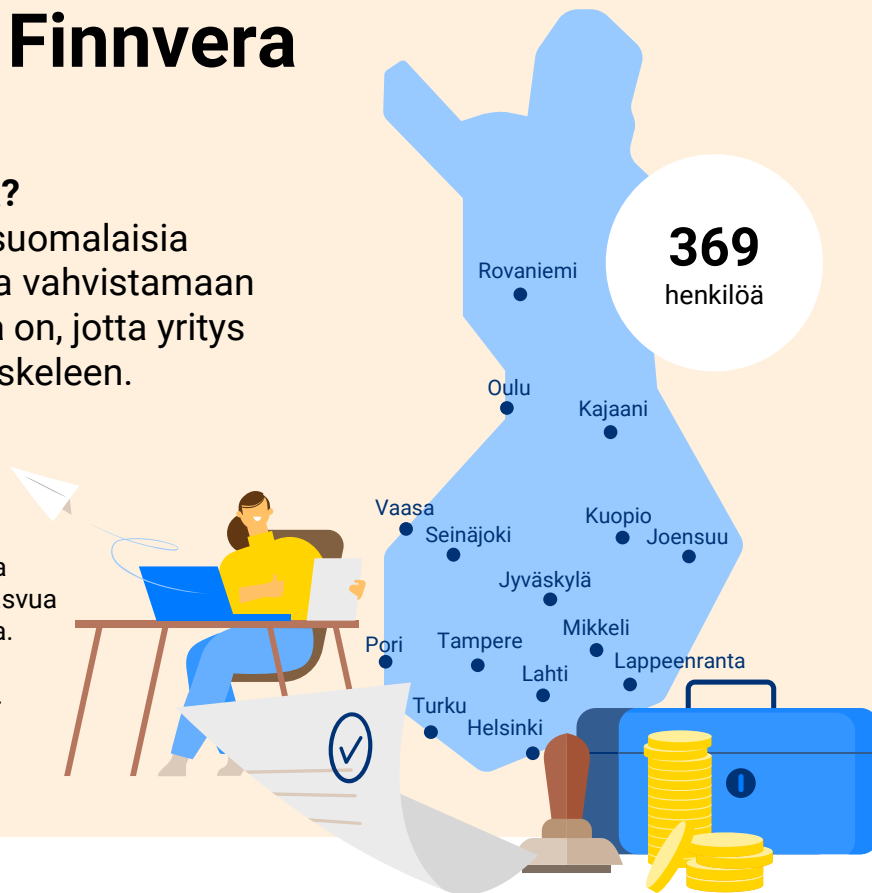 Finnvera
?
suomalaisia
a vahvistamaan
on, jotta yritys
skeleen.
a
svua
a.
369
henkilöä
Rovaniemi
Oulu
Kajaani
Vaasa
Seinäjoki
Kuopio
Joensuu
Jyväskylä
Mikkeli
Pori
Tampere
Lappeenranta
Lahti
Turku
Helsinki